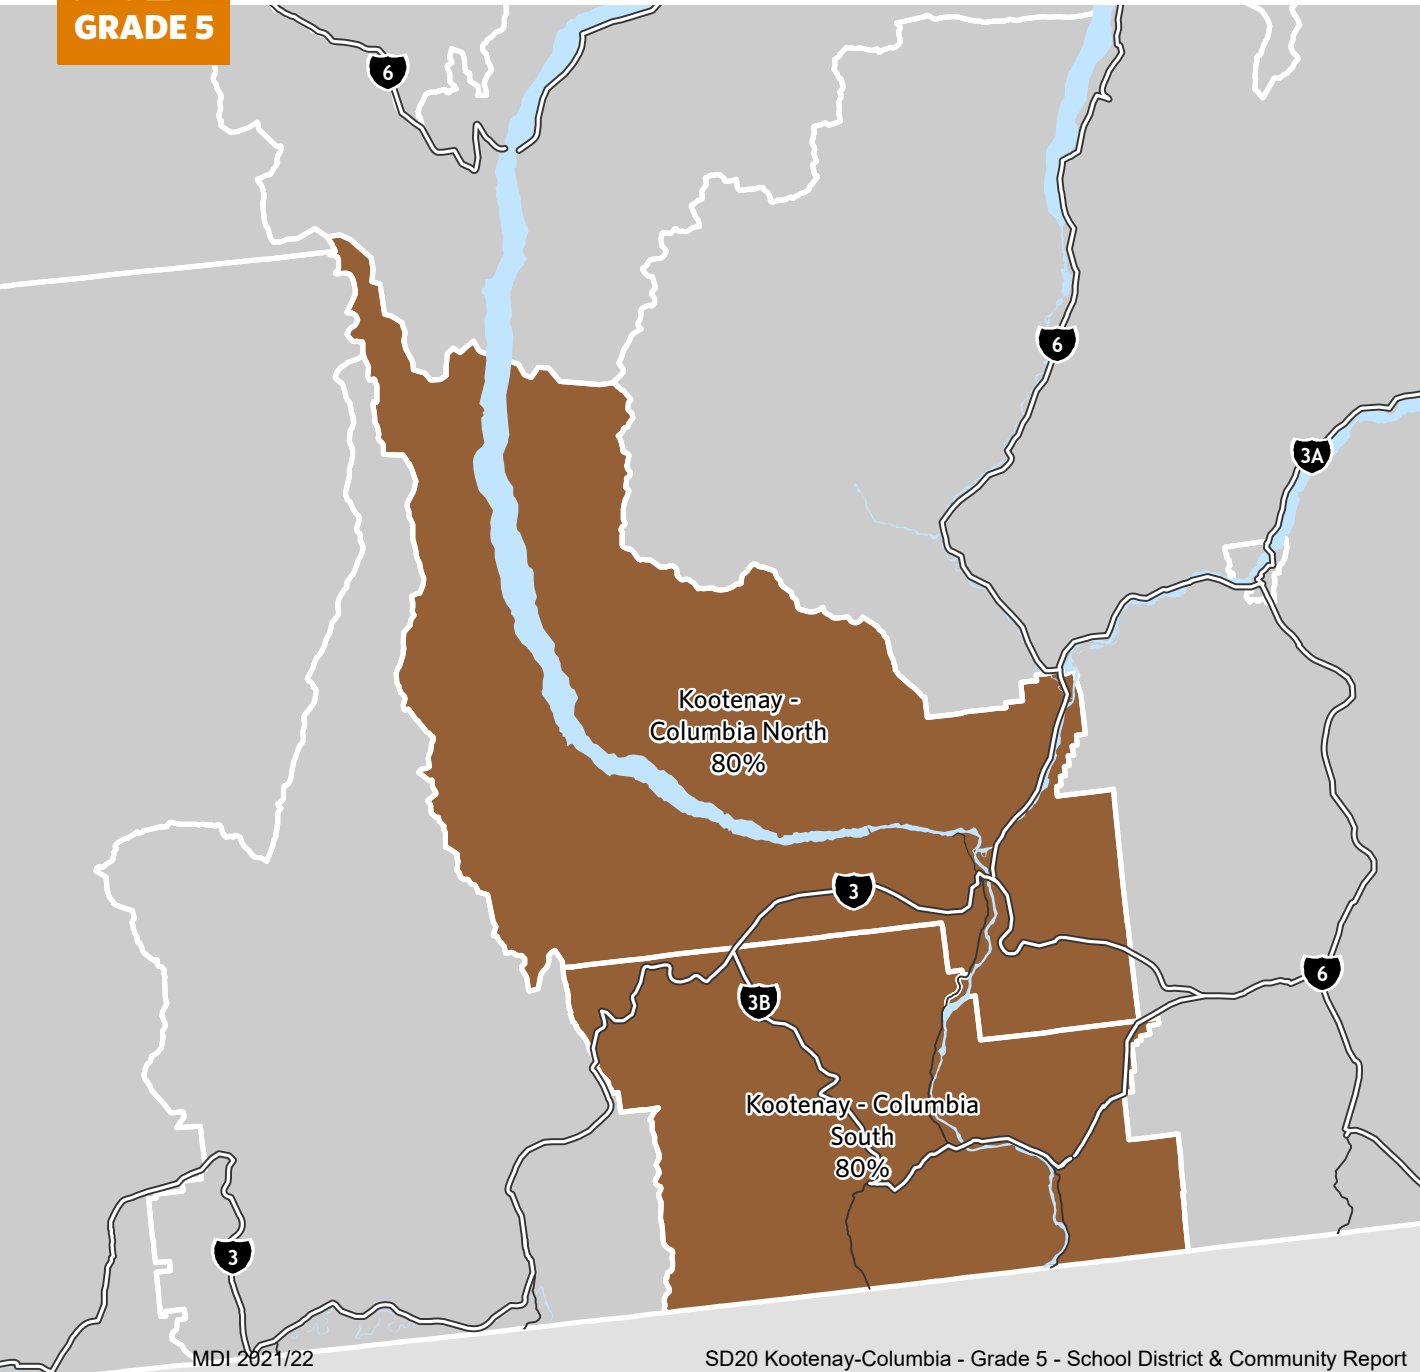 GRADE 5
6
6
3A
Kootenay -
Columbia North
80%
3
6
3B
Kootenay - Columbia
South
80%
3
MDI 2021/22
SD20 Kootenay-Columbia - Grade 5 - School District & Community Report